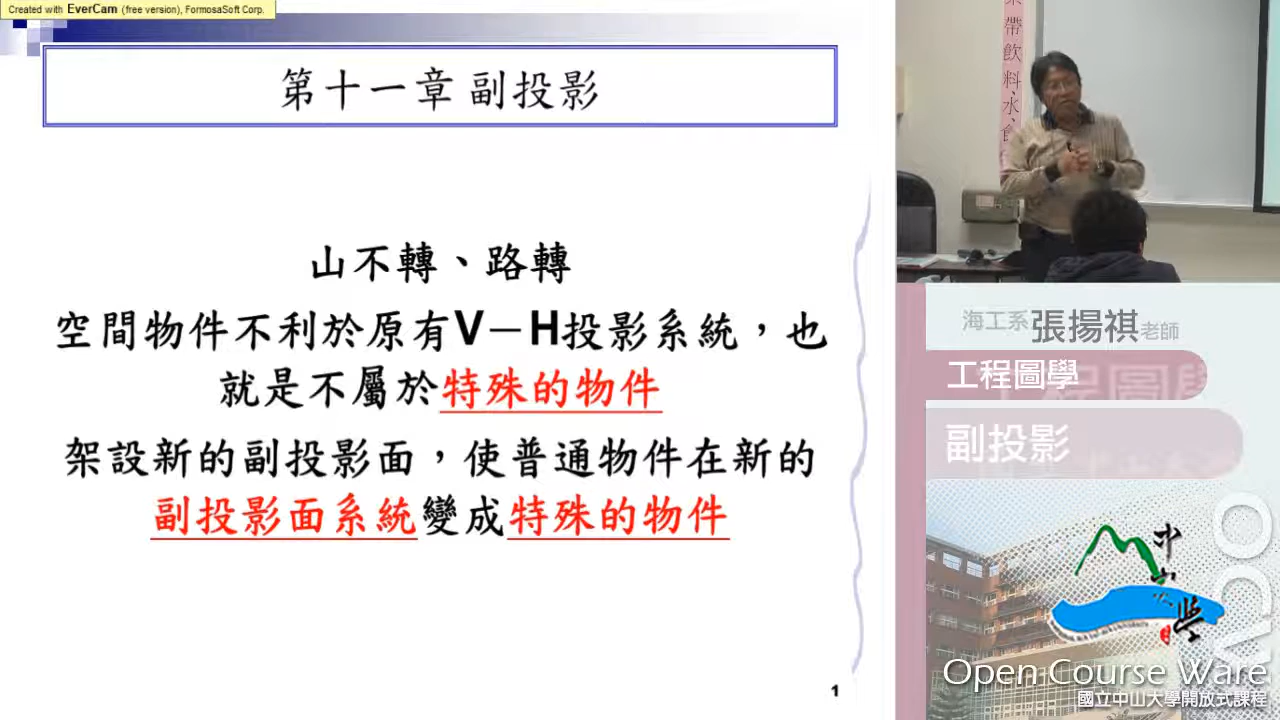 Created with EverCam (free version), FormosaSoft Corp.
第十一章 副投影
山不轉、路轉
空間物件不利於原有V－H投影系統，也
就是不屬於特殊的物件
架設新的副投影面，使普通物件在新的
副投影面系統變成特殊的物件
1
帶飲料、水、
海工系 張揚祺 老師
工程圖學
副投影
OCW
Open Course Ware
國立中山大學開放式課程